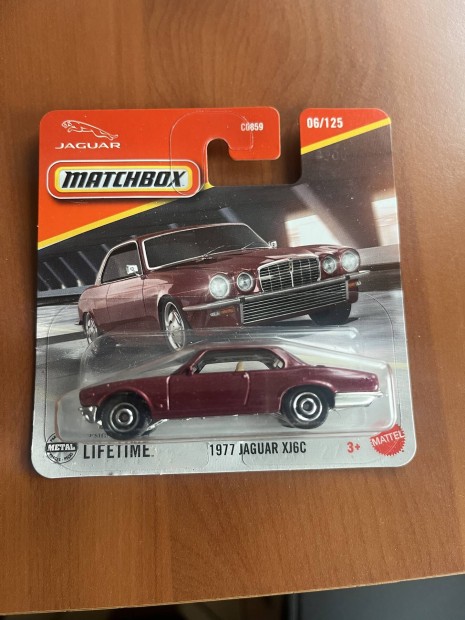 JAGUAR
MATCHBOX
C0859
06/125
METAL
LIFETIME
1977 JAGUAR XJ6C
3+
MATTEL